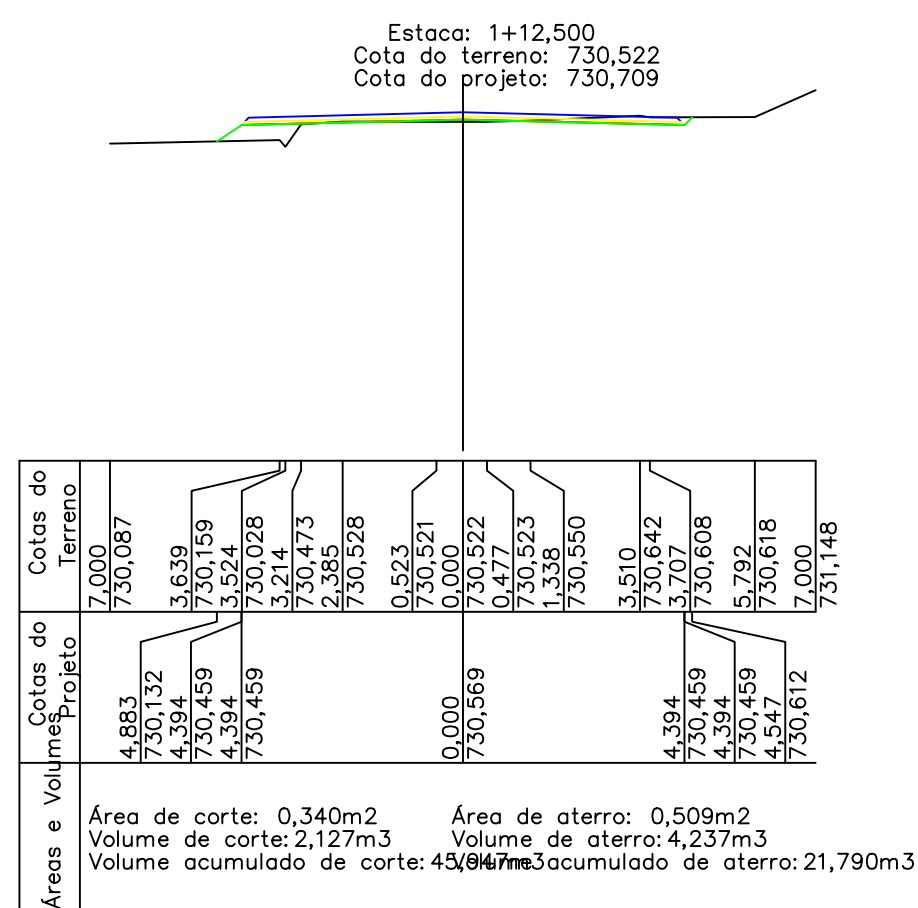 Estaca: 1+12,500
Cota do terreno: 730,522
Cota do projeto: 730,709
Cotas do
Terreno
7,000
730,087
3,639
730,159
3,524
730,028
3,214
730,473
2,385
730,528
0,523
730,521
0,000
730,522
0,477
730,523
1,338
730,550
3,510
730,642
3,707
730,608
5,792
730,618
7,000
731,148
Cotas do
Projeto
4,883
730,132
4,394
730,459
4,394
730,459
0,000
730,569
4,394
730,459
4,394
730,459
4,547
730,612
Áreas e Volumes
Área de corte: 0,340m2
Volume de corte: 2,127m3
Volume acumulado de corte: 45,947m3
Área de aterro: 0,509m2
Volume de aterro: 4,237m3
Volume acumulado de aterro: 21,790m3